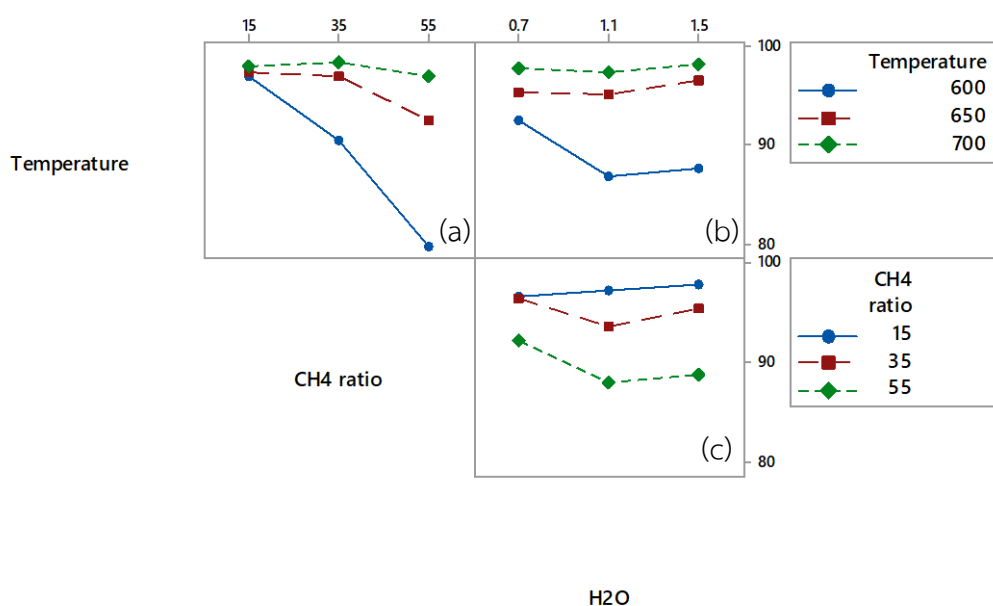 15 35 55 0.7 1.1 1.5
100
90
80
Temperature
(a)
(b)
Temperature
600
650
700
100
90
80
CH4 ratio
(c)
CH4
ratio
15
35
55
H2O